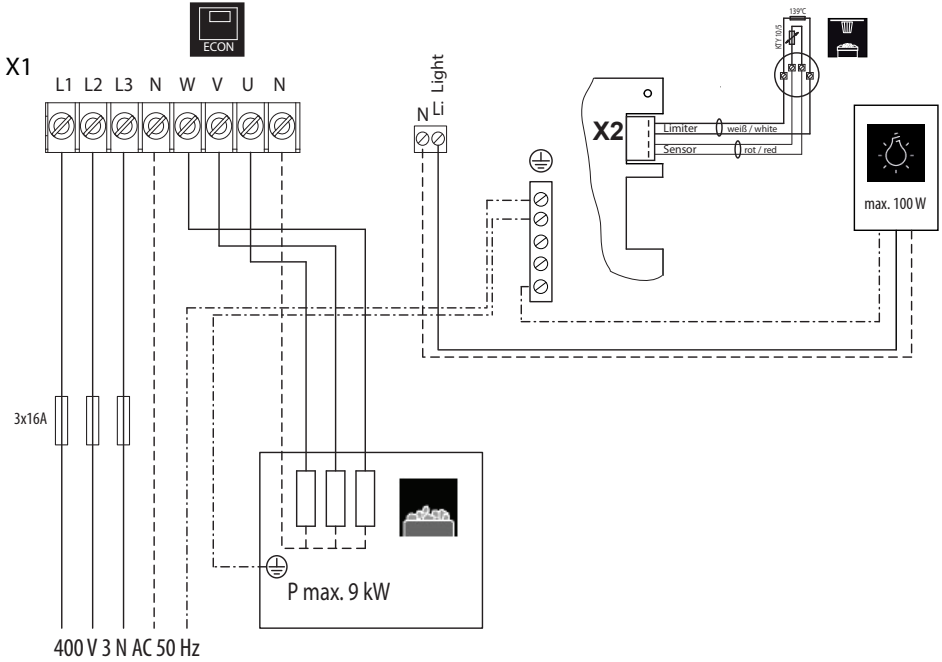 ECON
X1
L1 L2 L3 N W V U N
N Li Light
139°C
KTY 10/5
X2
Limiter
weiß / white
Sensor
rot / red
max. 100 W
3x16A
P max. 9 kW
400 V 3 N AC 50 Hz